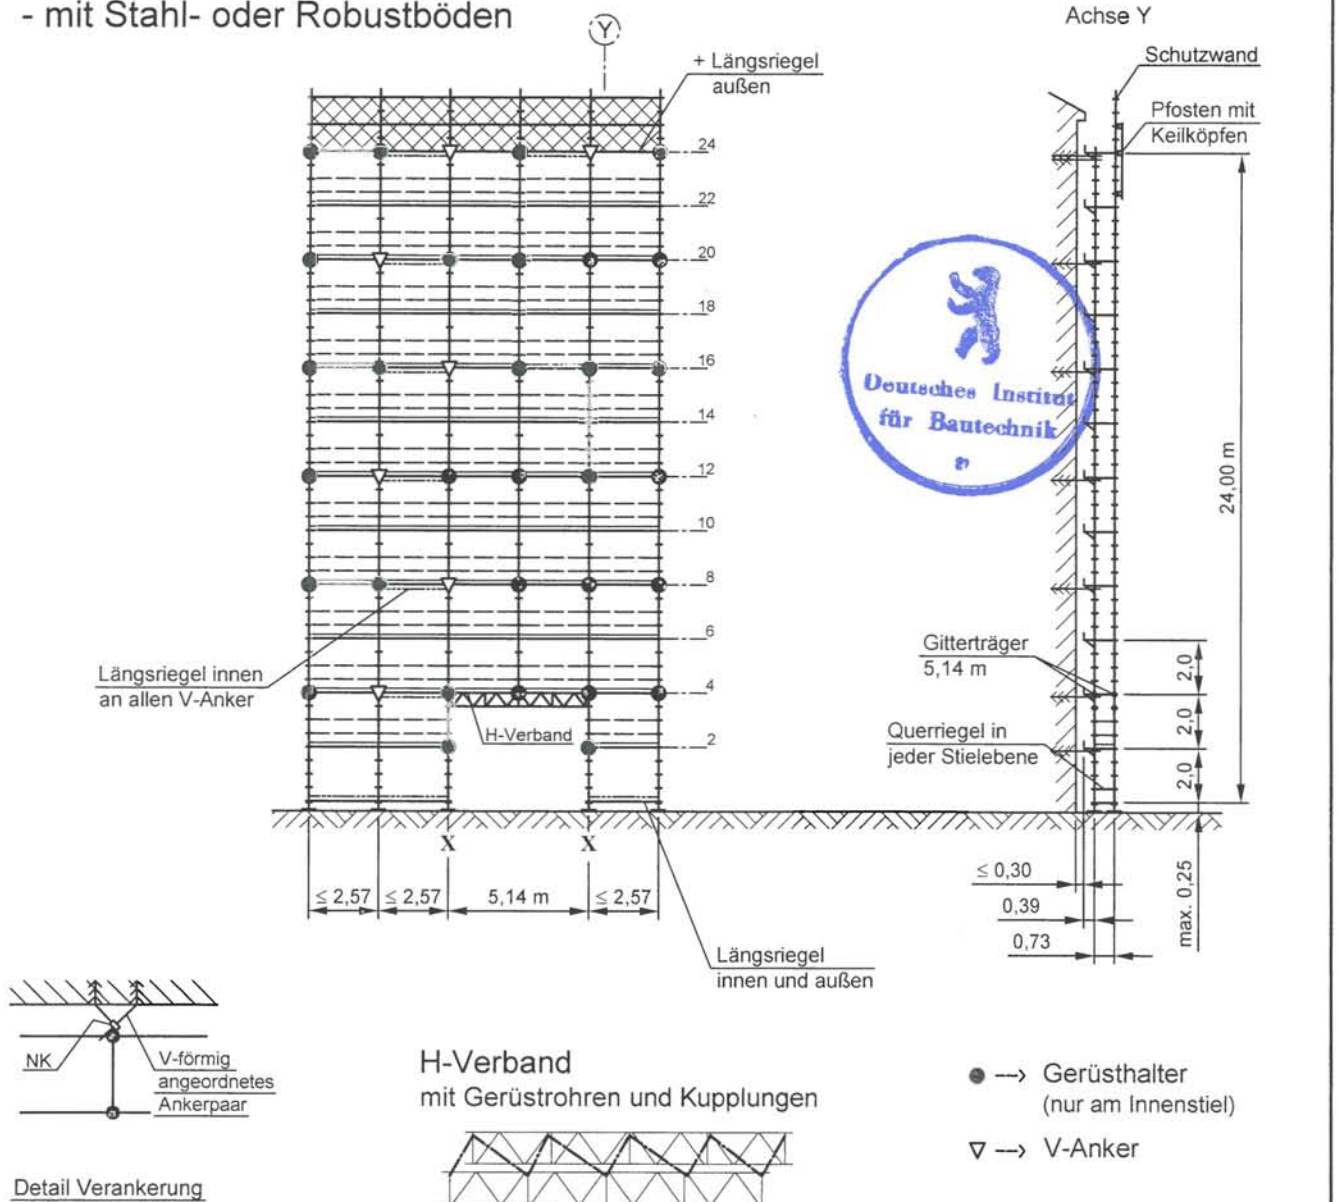 - mit Stahl- oder Robustböden
Y
Achse Y
+ Längsriegel
außen
Schutzwand
Pfosten mit
Keilköpfen
24
22
20
18
16
14
12
10
8
6
4
2
Deutsches Institut
für Bautechnik
24,00 m
Längsriegel innen
an allen V-Anker
H-Verband
Gitterträger
5,14 m
Querriegel in
jeder Stielebene
2,0
2,0
2,0
X
X
≤ 2,57
≤ 2,57
5,14 m
≤ 2,57
≤ 0,30
0,39
0,73
max. 0,25
Längsriegel
innen und außen
NK
V-förmig
angeordnetes
Ankerpaar
Detail Verankerung
H-Verband
mit Gerüstrohren und Kupplungen
Gerüsthalter
(nur am Innenstiel)
V-Anker